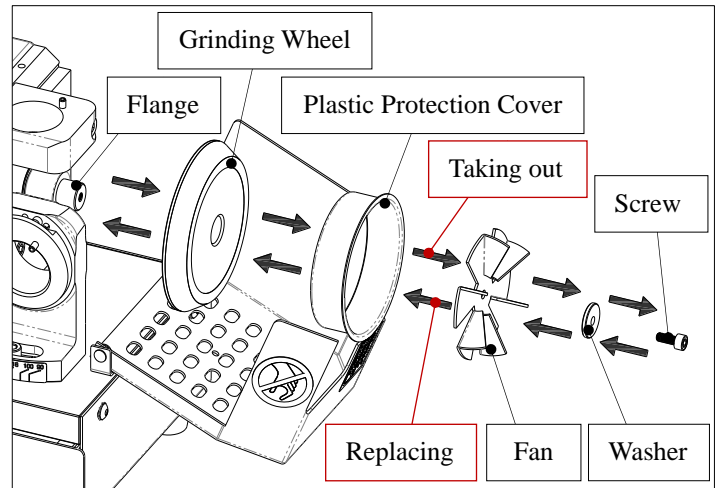 Grinding Wheel
Flange
Plastic Protection Cover
Taking out
Screw
Replacing
Fan
Washer